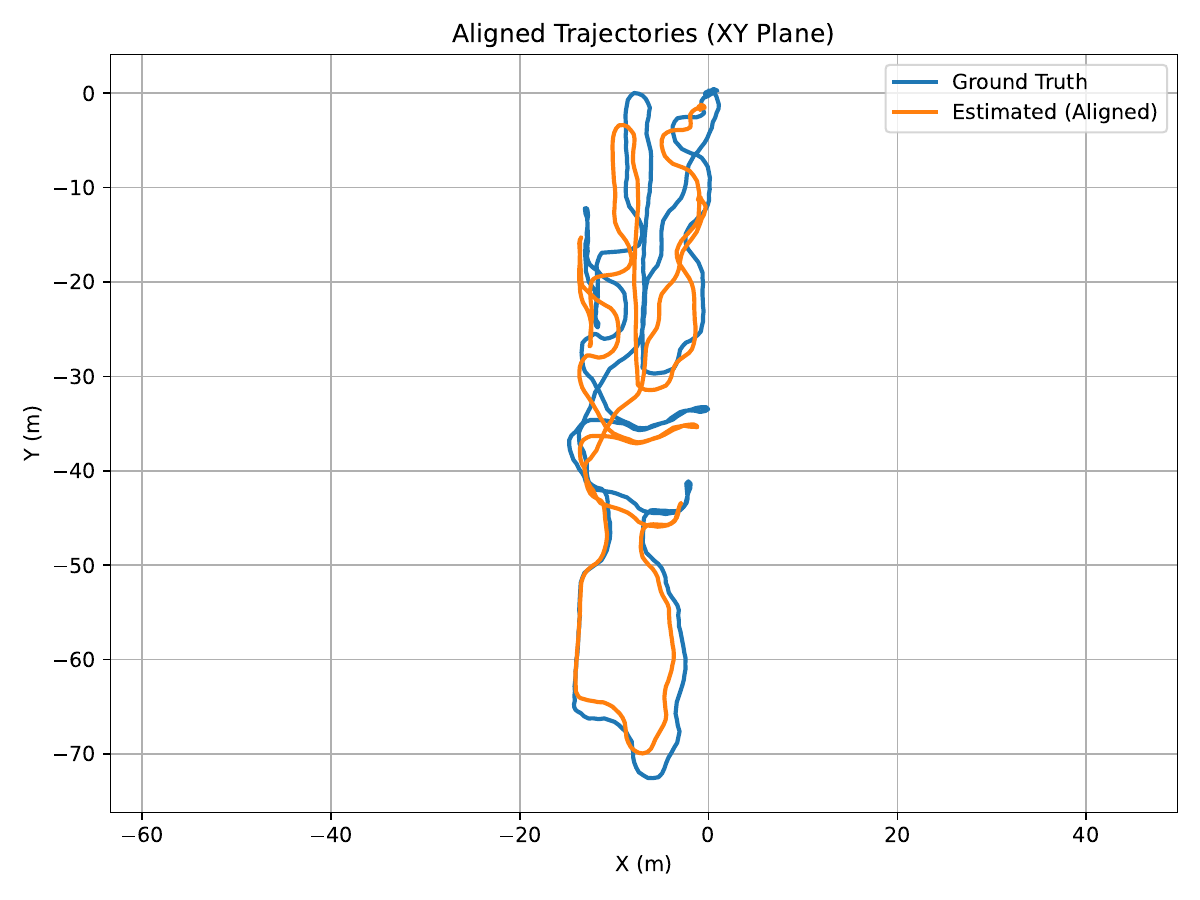 Aligned Trajectories (XY Plane)
Ground Truth
Estimated (Aligned)
Y (m)
0
−10
−20
−30
−40
−50
−60
−70
−60 −40 −20 0 20 40
X (m)